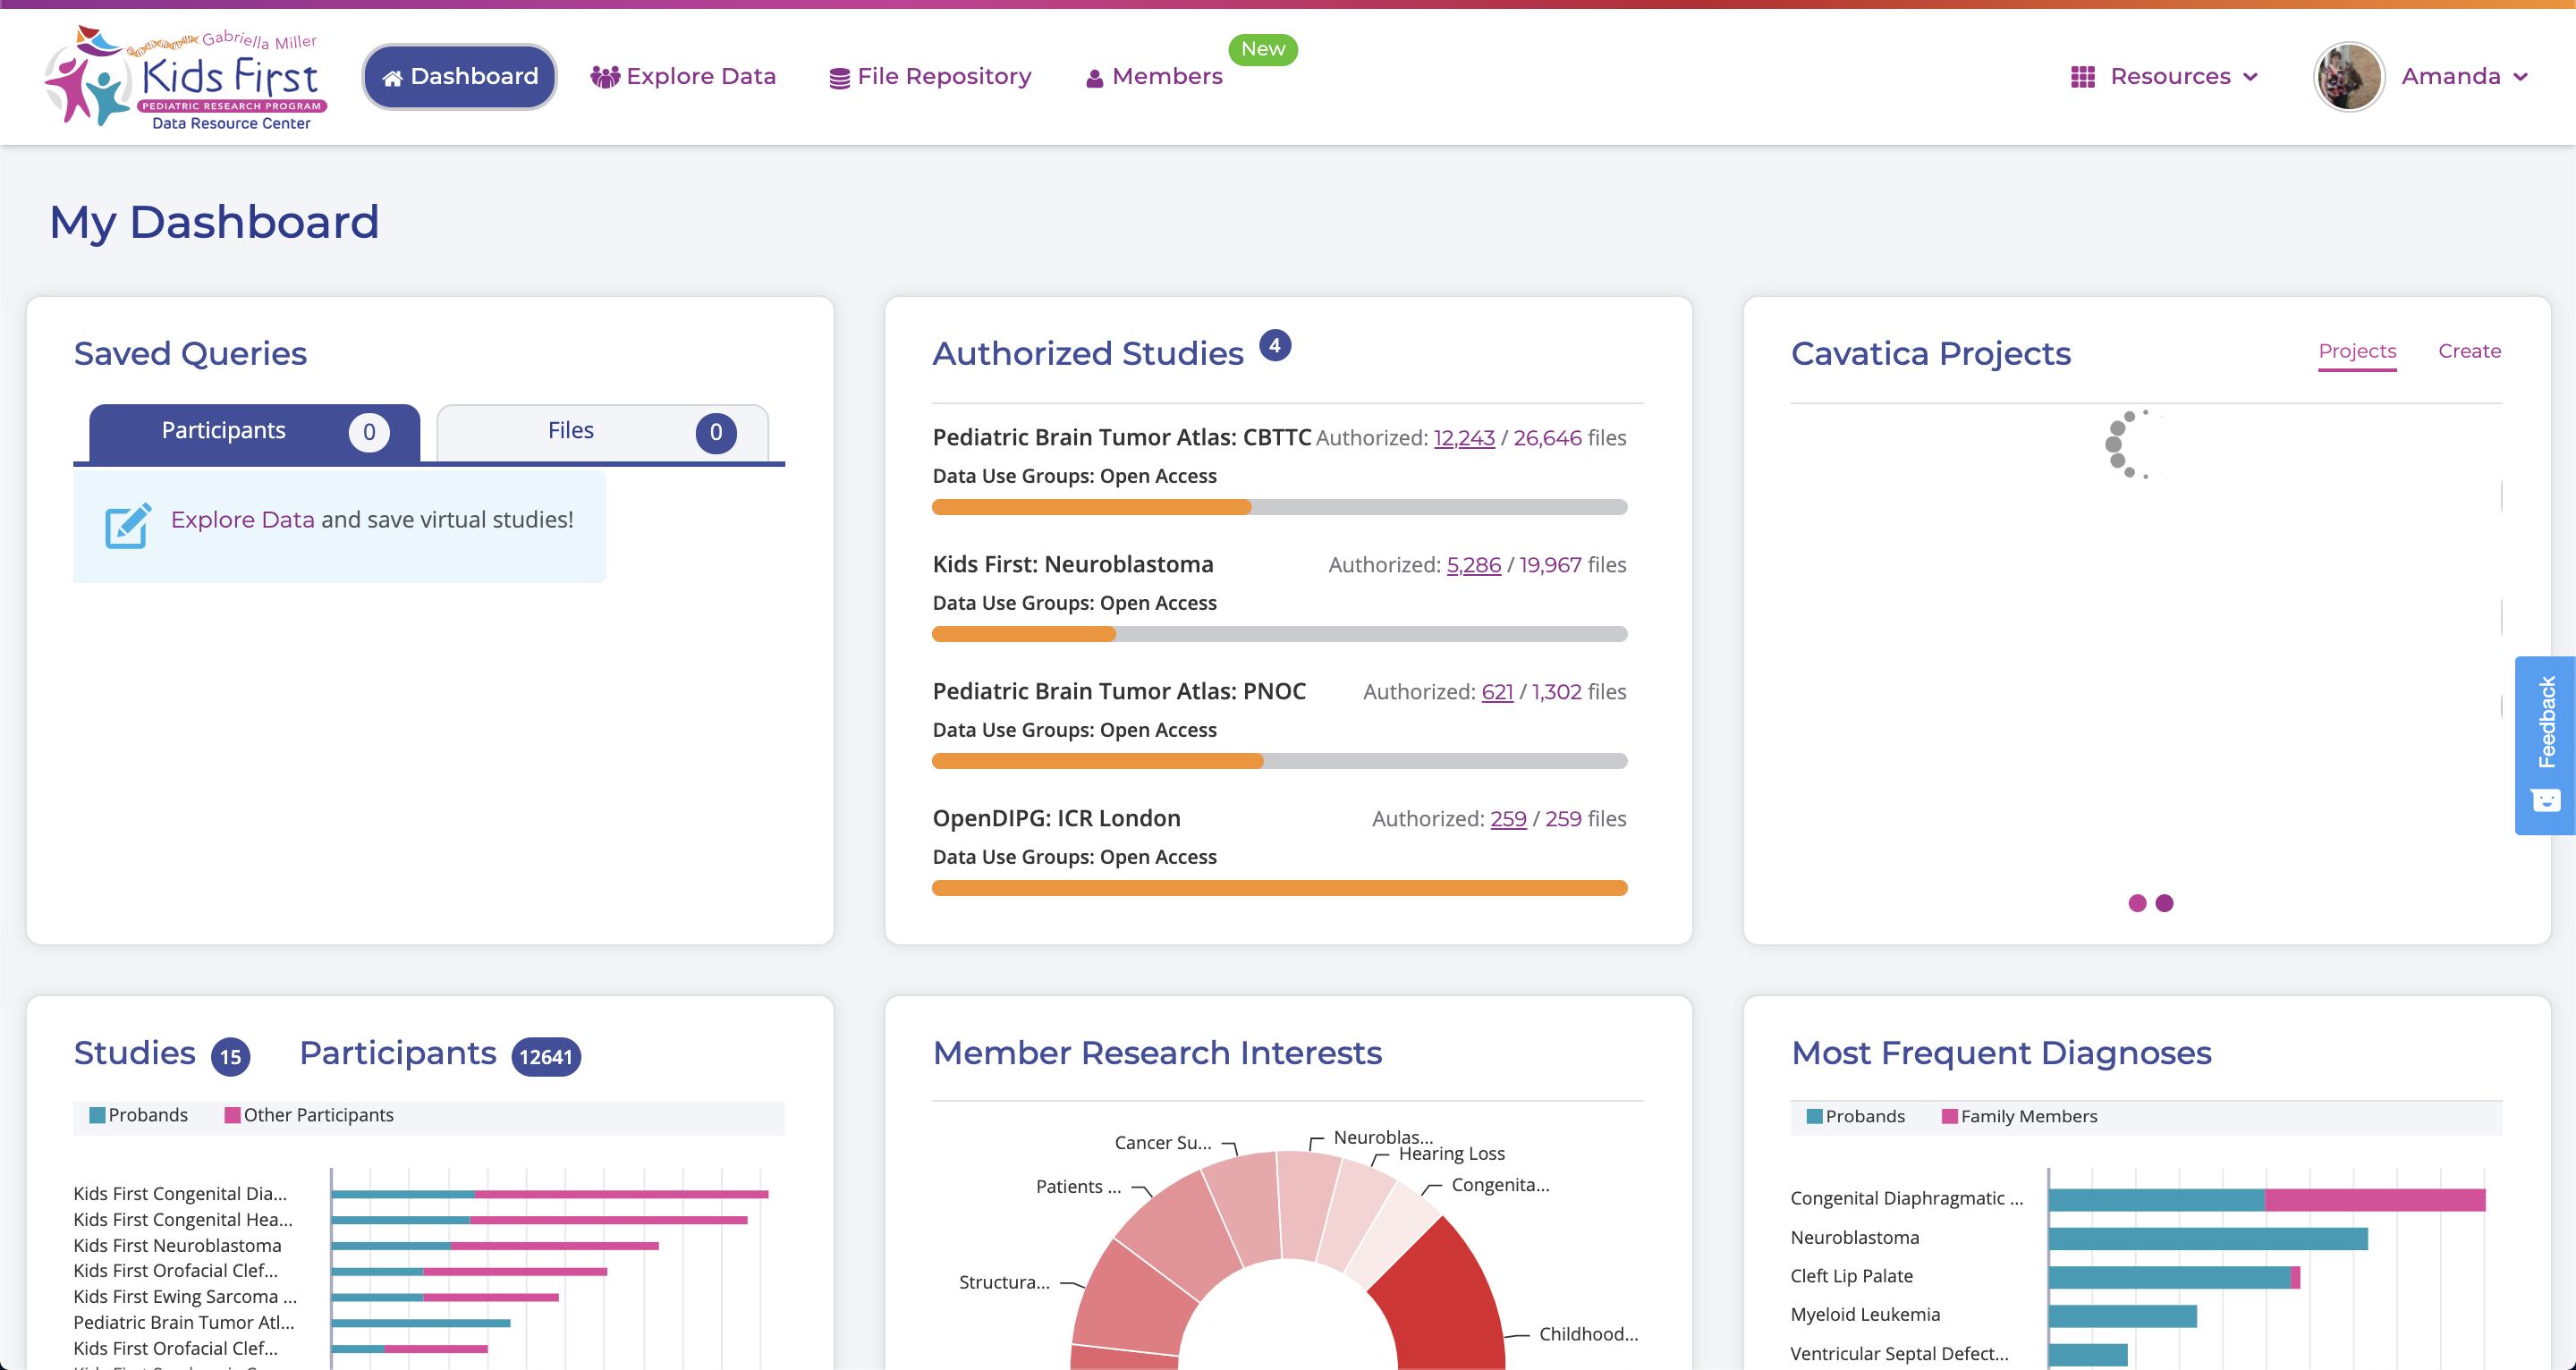 Gabriella Miller
Kids First
PEDIATRIC RESEARCH PROGRAM
Data Resource Center
Dashboard
Explore Data
File Repository
Members
New
Resources
Amanda
My Dashboard
Saved Queries
Participants 0
Files 0
Explore Data and save virtual studies!
Authorized Studies 4
Pediatric Brain Tumor Atlas: CBTTC Authorized: 12,243 / 26,646 files
Data Use Groups: Open Access
Kids First: Neuroblastoma Authorized: 5,286 / 19,967 files
Data Use Groups: Open Access
Pediatric Brain Tumor Atlas: PNOC Authorized: 621 / 1,302 files
Data Use Groups: Open Access
OpenDIPG: ICR London Authorized: 259 / 259 files
Data Use Groups: Open Access
Cavatica Projects
Projects
Create
Feedback
Studies 15 Participants 12641
Probands Other Participants
Kids First Congenital Dia...
Kids First Congenital Hea...
Kids First Neuroblastoma
Kids First Orofacial Clef...
Kids First Ewing Sarcoma ...
Pediatric Brain Tumor Atl...
Kids First Orofacial Clef...
Member Research Interests
Cancer Su...
Neuroblas...
Hearing Loss
Patients ...
Congenita...
Structura...
Childhood...
Most Frequent Diagnoses
Probands Family Members
Congenital Diaphragmatic ...
Neuroblastoma
Cleft Lip Palate
Myeloid Leukemia
Ventricular Septal Defect...